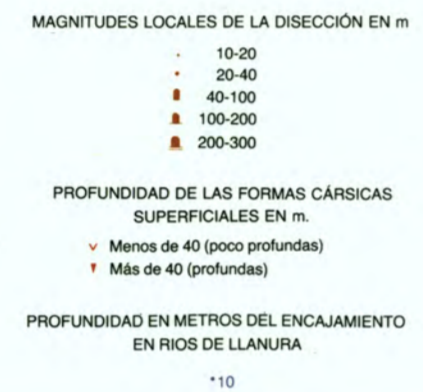 MAGNITUDES LOCALES DE LA DISECCIÓN EN m
10-20
20-40
40-100
100-200
200-300
PROFUNDIDAD DE LAS FORMAS CÁRSICAS
SUPERFICIALES EN m.
Menos de 40 (poco profundas)
Más de 40 (profundas)
PROFUNDIDAD EN METROS DEL ENCAJAMIENTO
EN RIOS DE LLANURA
*10